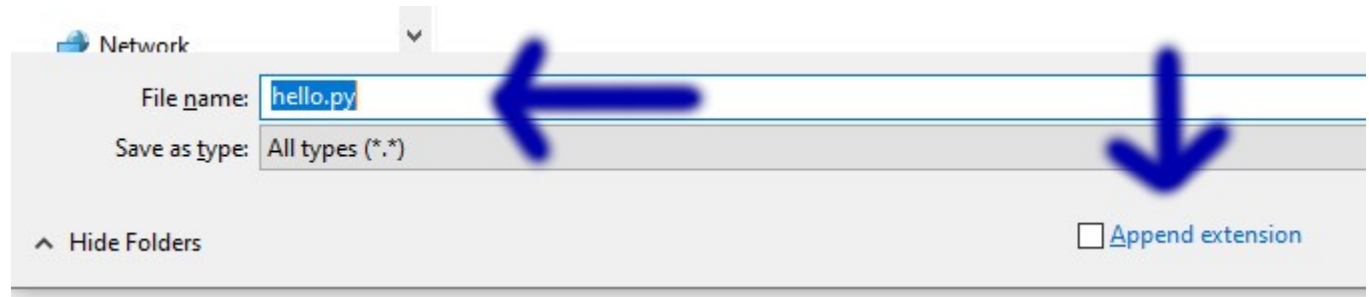 Network
File name: hello.py
Save as type: All types (*.*)
Hide Folders
Append extension